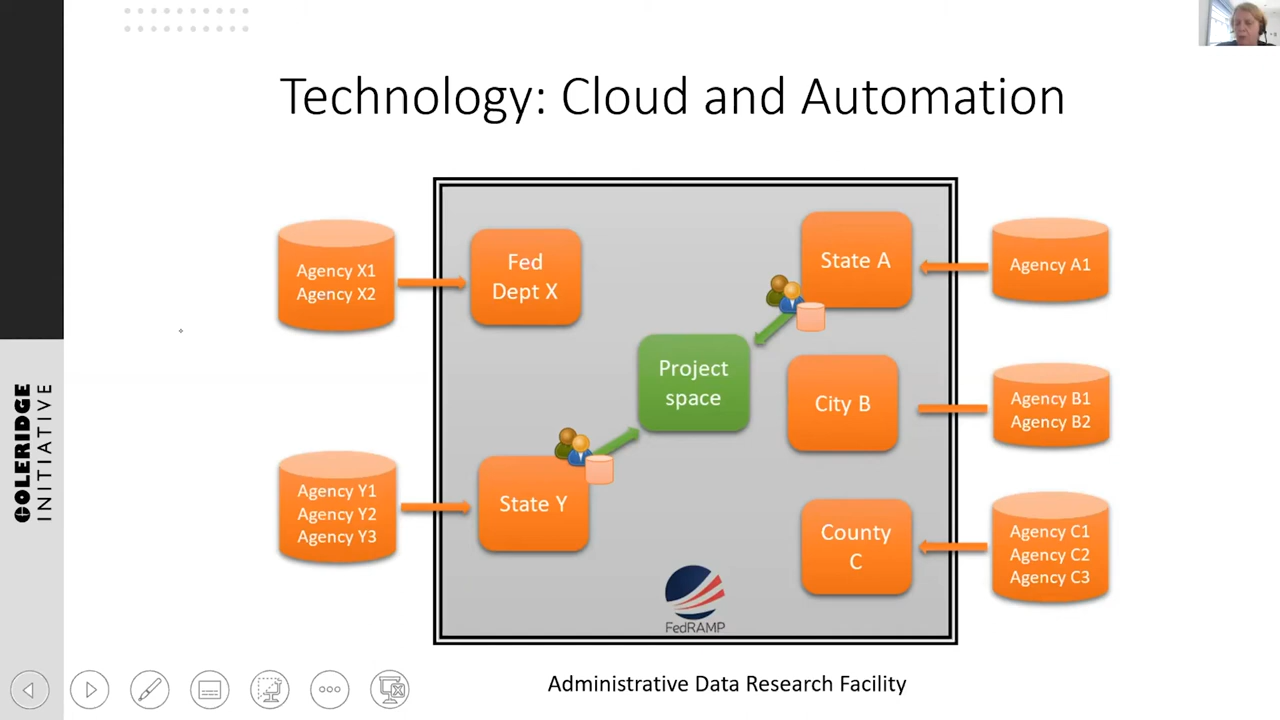 Technology: Cloud and Automation
Agency X1
Agency X2
Fed
Dept X
State A
Agency A1
Project
space
City B
Agency B1
Agency B2
Agency Y1
Agency Y2
Agency Y3
State Y
County
C
Agency C1
Agency C2
Agency C3
FedRAMP
Administrative Data Research Facility
COLERIDGE
INITIATIVE